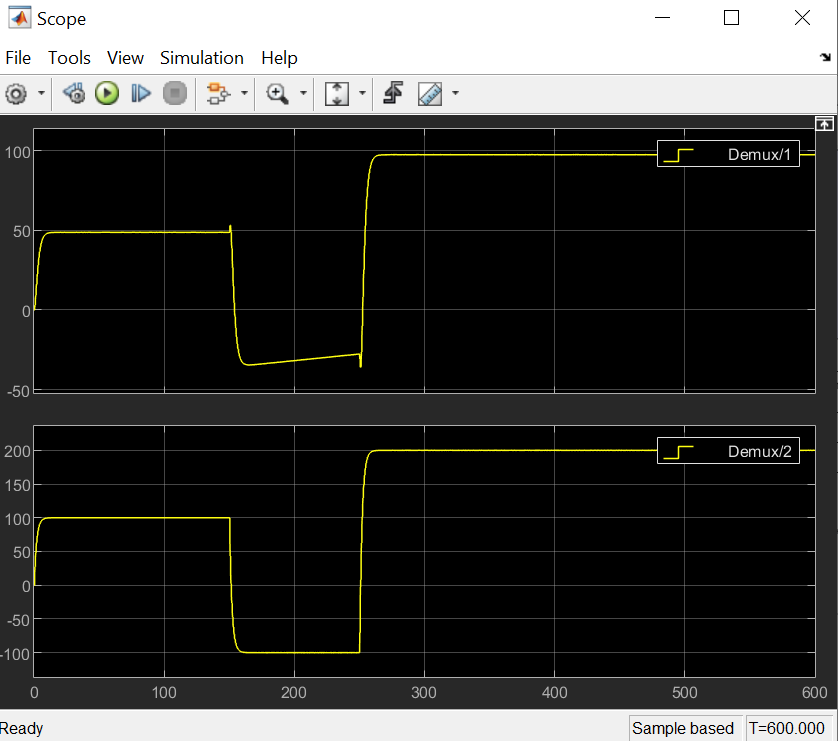 Scope
File Tools View Simulation Help
Demux/1
100
50
0
-50
Demux/2
200
150
100
50
0
-50
-100
0 100 200 300 400 500 600
Ready Sample based T=600.000